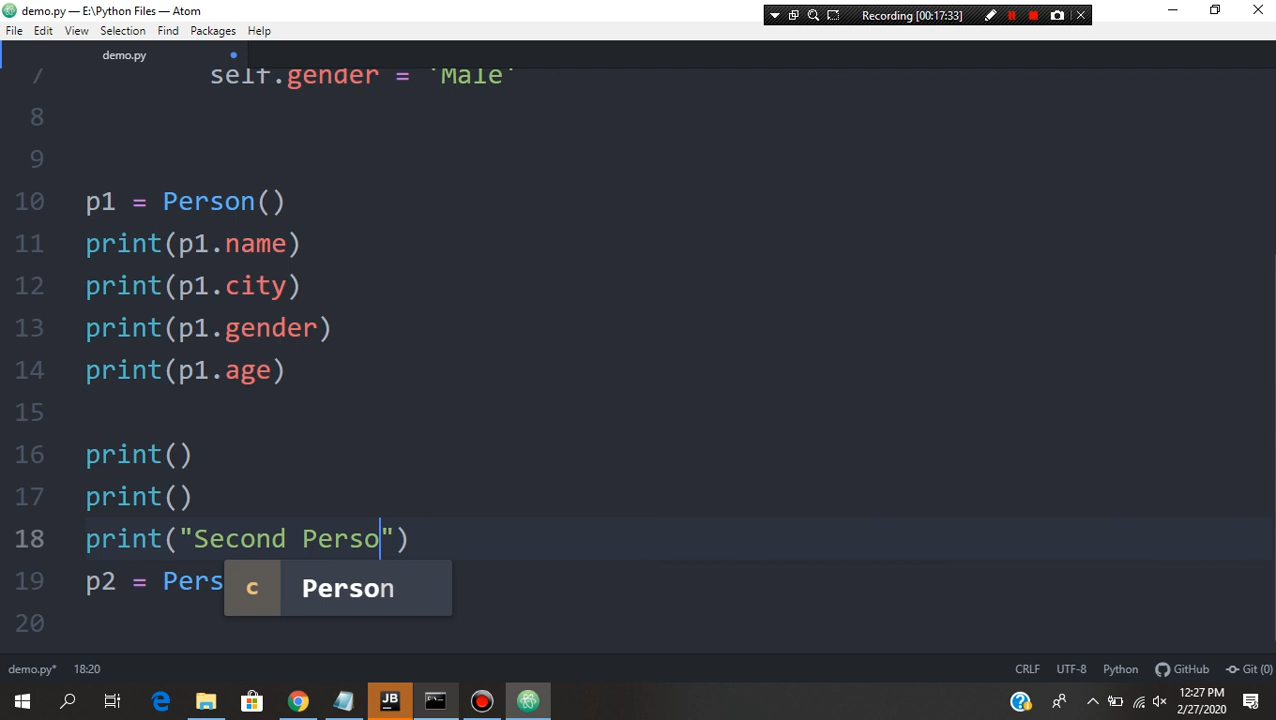 demo.py — E:\Python Files — Atom
Recording [00:17:33]
File Edit View Selection Find Packages Help
demo.py
7 self.gender = 'Male'
8
9
10 p1 = Person()
11 print(p1.name)
12 print(p1.city)
13 print(p1.gender)
14 print(p1.age)
15
16 print()
17 print()
18 print("Second Perso")
19 p2 = Pers
c Person
20
demo.py* 18:20 CRLF UTF-8 Python GitHub Git (0)
JB 12:27 PM
2/27/2020